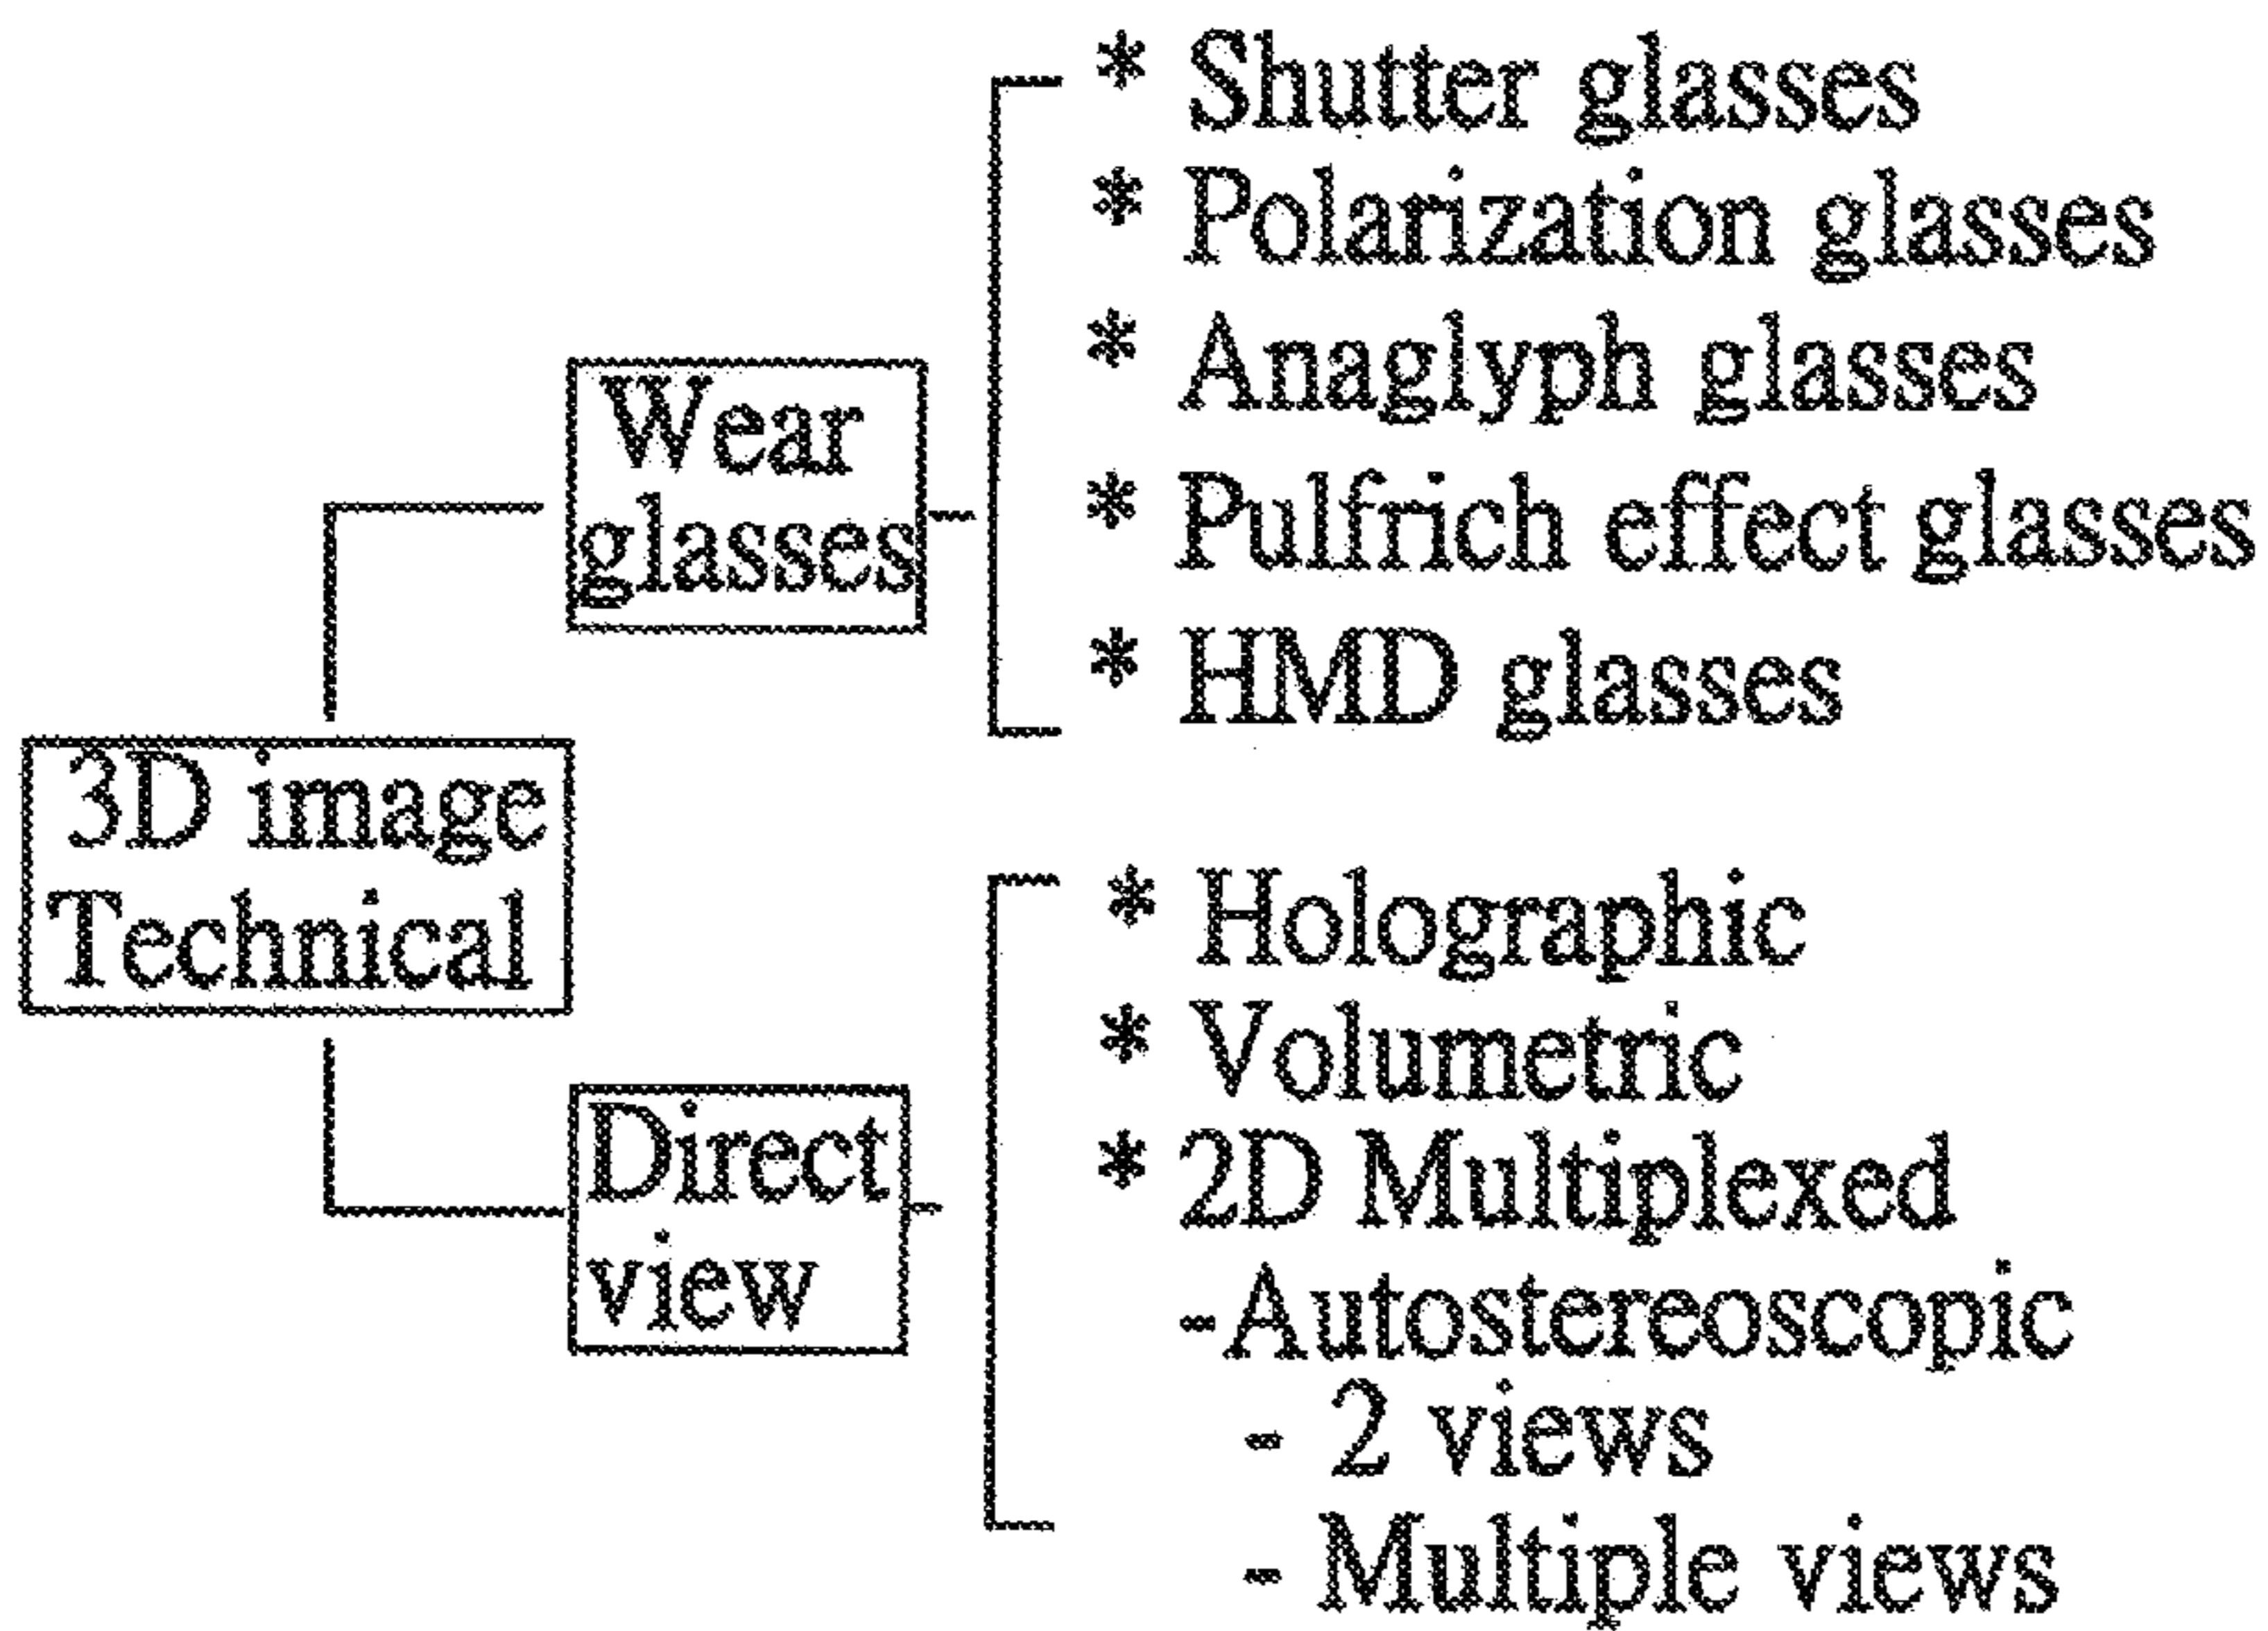 * Shutter glasses
* Polarization glasses
* Anaglyph glasses
* Pulfrich effect glasses
* HMD glasses
Wear
glasses
3D image
Technical
Direct
view
* Holographic
* Volumetric
* 2D Multiplexed
-Autostereoscopic
- 2 views
- Multiple views